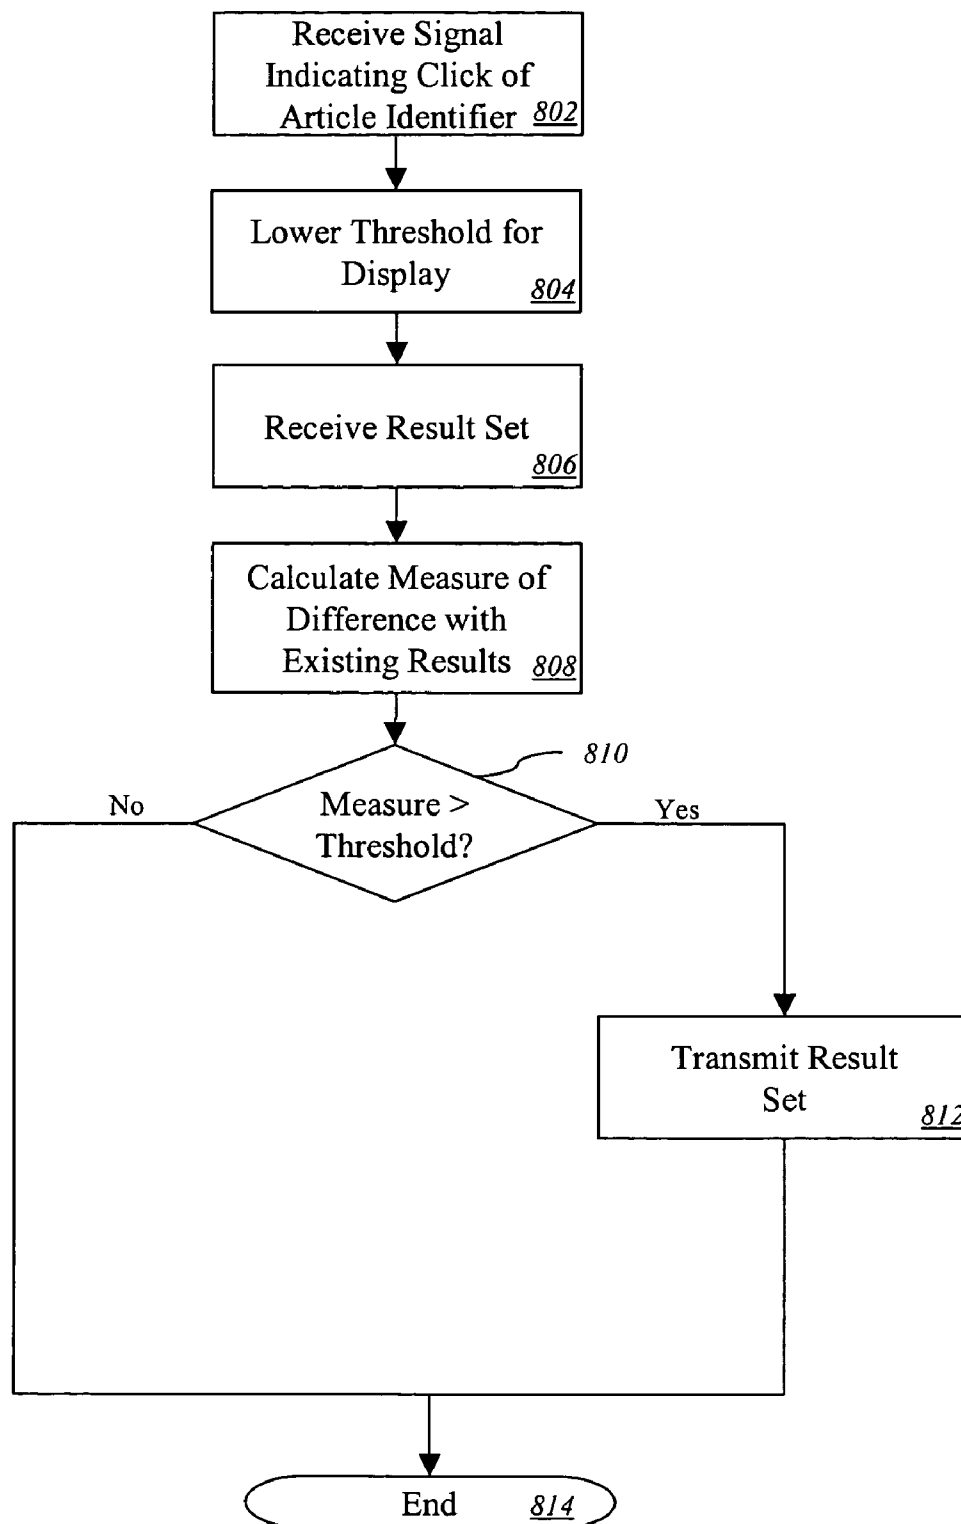 Receive Signal
Indicating Click of
Article Identifier 802
Lower Threshold for
Display
804
Receive Result Set
806
Calculate Measure of
Difference with
Existing Results 808
810
No
Measure >
Threshold?
Yes
Transmit Result
Set
812
End 814